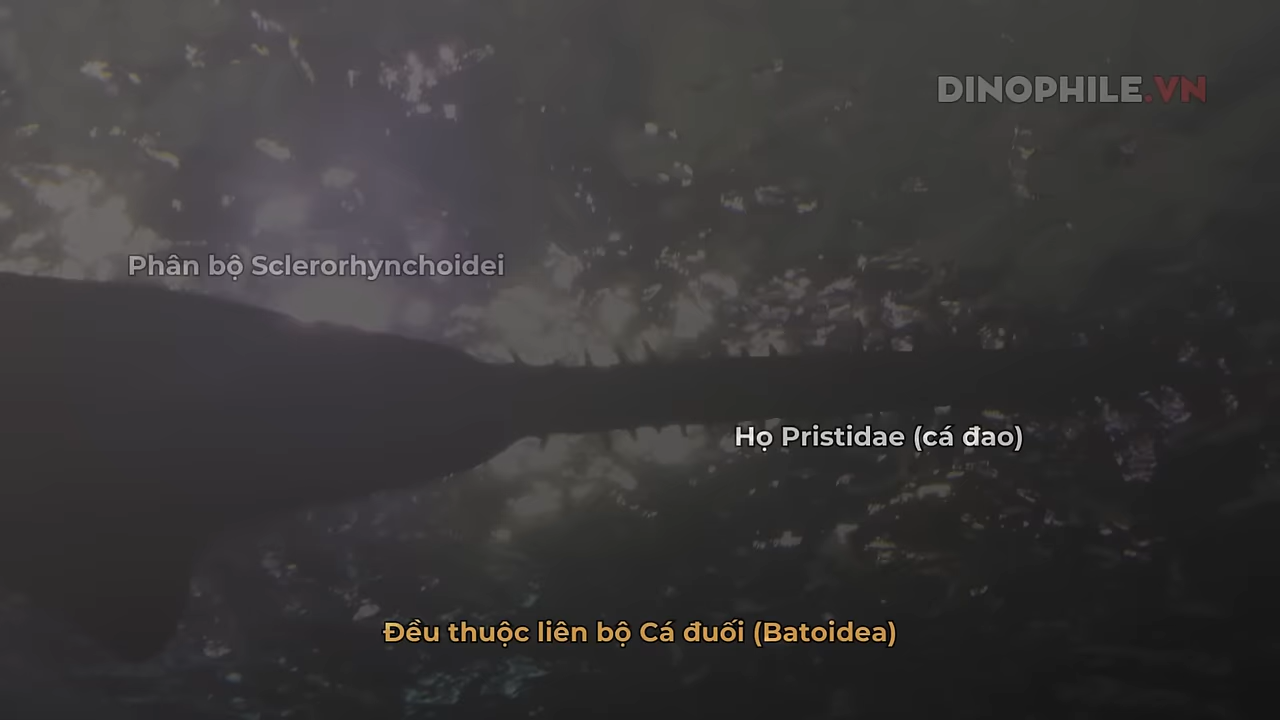 DINOPHILE.VN
Phân bộ Sclerorhynchoidei
Họ Pristidae (cá đao)
Đều thuộc liên bộ Cá đuối (Batoidea)